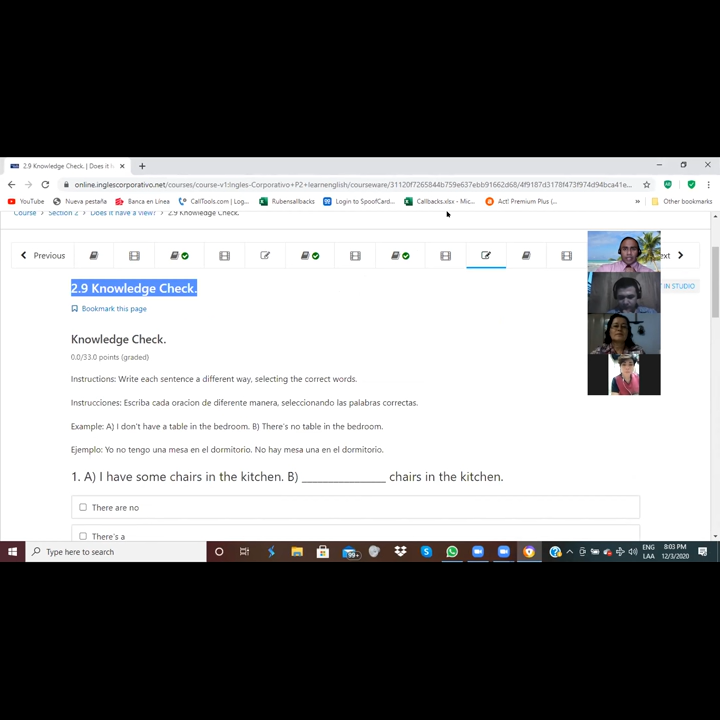 2.9 Knowledge Check. | Does it
online.inglescorporativo.net/courses/course-v1:Ingles-Corporativo+P2+learnenglish/courseware/31120f7265844b759e637ebb91662d68/4f9187d3178f473f974d94bca41e...
YouTube Nueva pestaña Banca en Línea CallTools.com | Log... Rubensallbacks Login to SpoofCard... Callbacks.xlsx - Mic... Act! Premium Plus (... » Other bookmarks
Course > Section 2 > Does it have a view? > 2.9 Knowledge Check.
Previous
2.9 Knowledge Check.
IN STUDIO
Bookmark this page
Knowledge Check.
0.0/33.0 points (graded)
Instructions: Write each sentence a different way, selecting the correct words.
Instrucciones: Escriba cada oracion de diferente manera, seleccionando las palabras correctas.
Example: A) I don't have a table in the bedroom. B) There's no table in the bedroom.
Ejemplo: Yo no tengo una mesa en el dormitorio. No hay mesa una en el dormitorio.
1. A) I have some chairs in the kitchen. B) ________________ chairs in the kitchen.
There are no
There's a
Type here to search
99+
ENG
LAA
8:03 PM
12/3/2020